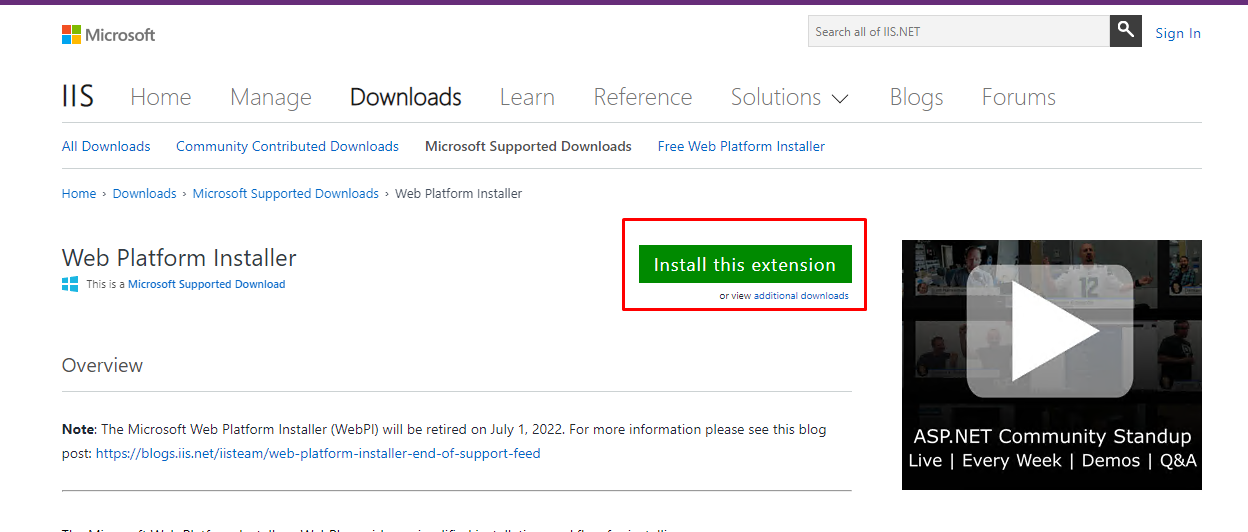 Microsoft
Search all of IIS.NET
Sign In
IIS Home Manage Downloads Learn Reference Solutions Blogs Forums
All Downloads Community Contributed Downloads Microsoft Supported Downloads Free Web Platform Installer
Home › Downloads › Microsoft Supported Downloads › Web Platform Installer
Web Platform Installer
This is a Microsoft Supported Download
Install this extension
or view additional downloads
12
ASP.NET Community Standup
Live | Every Week | Demos | Q&A
Overview
Note: The Microsoft Web Platform Installer (WebPI) will be retired on July 1, 2022. For more information please see this blog
post: https://blogs.iis.net/iisteam/web-platform-installer-end-of-support-feed